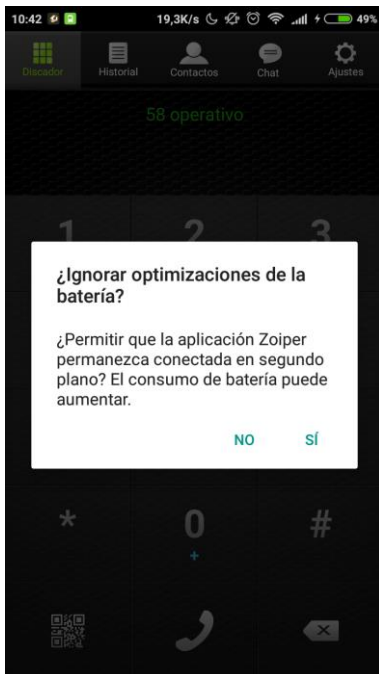 10:42 19,3K/s 49%
Discador Historial Contactos Chat Ajustes
58 operativo
1 2 3
¿Ignorar optimizaciones de la
batería?
¿Permitir que la aplicación Zoiper
permanezca conectada en segundo
plano? El consumo de batería puede
aumentar.
NO SÍ
* 0 #
+